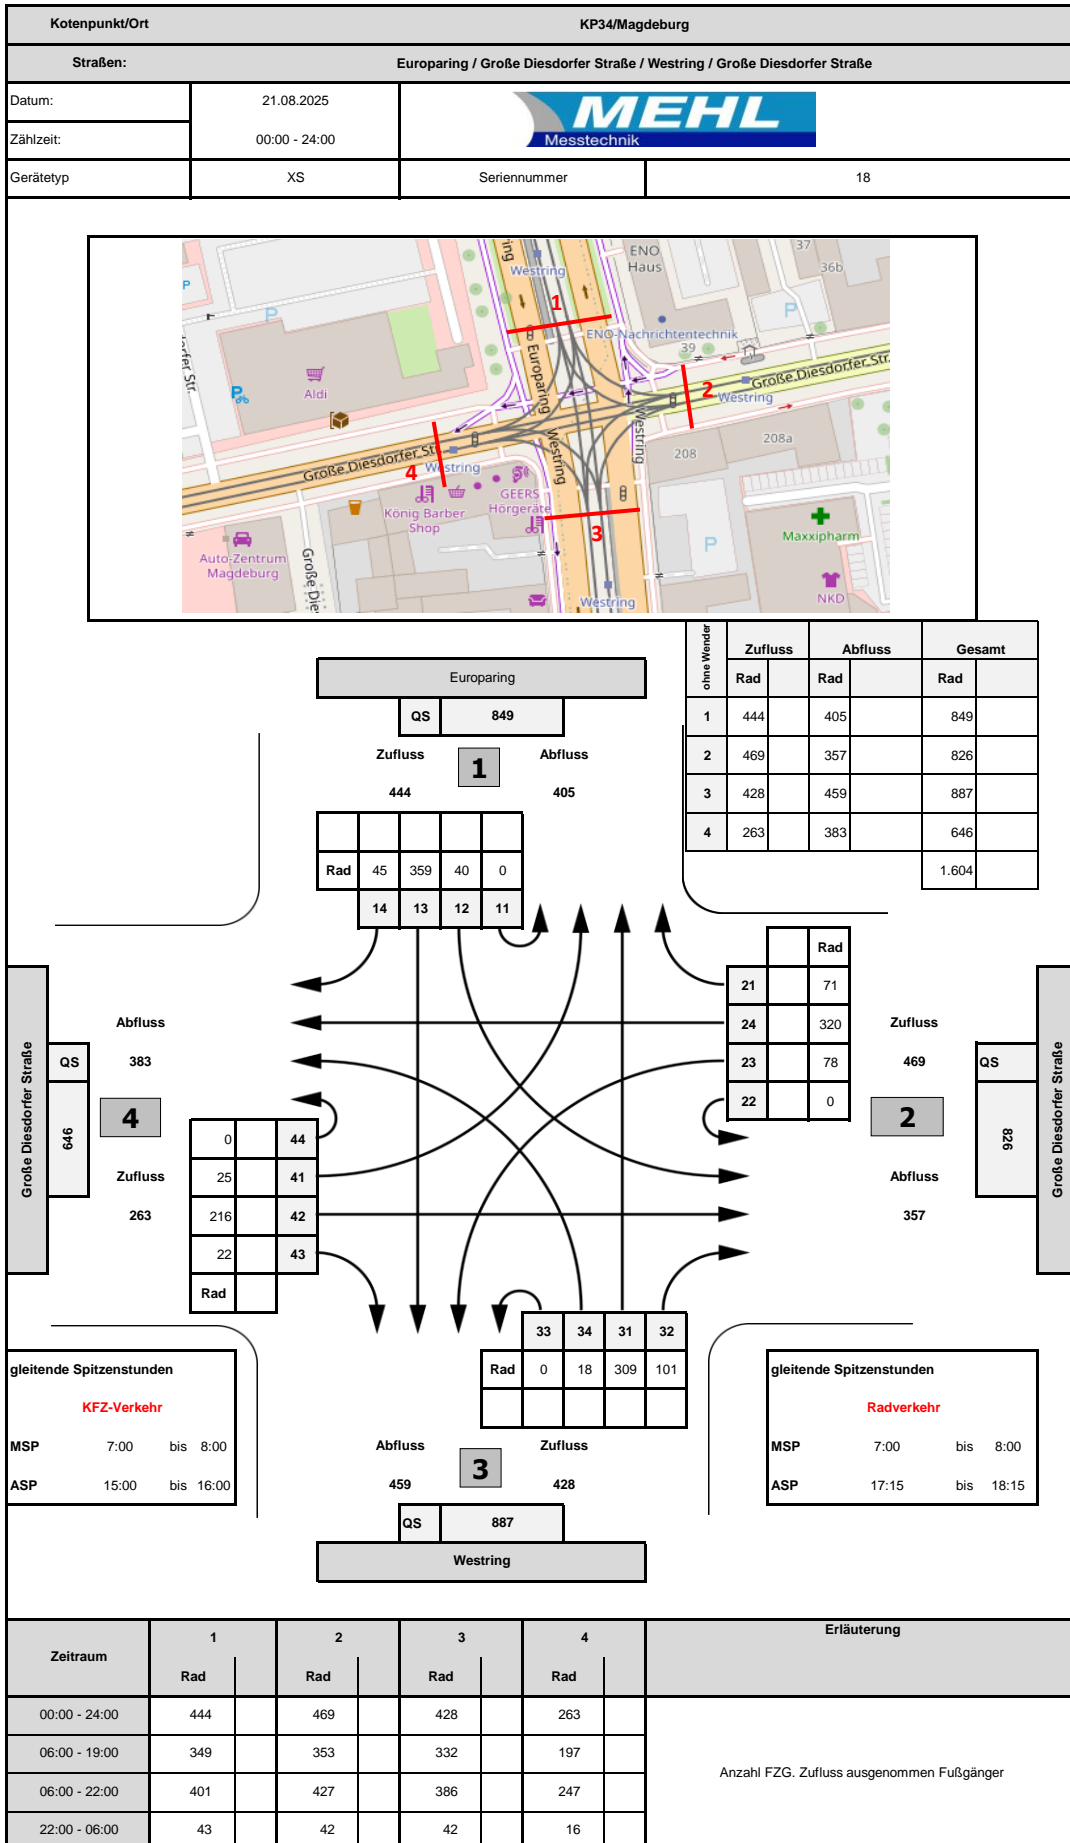 Kotenpunkt/Ort KP34/Magdeburg
Straßen: Europaring / Große Diesdorfer Straße / Westring / Große Diesdorfer Straße
Datum: 21.08.2025
MEHL
Messtechnik
Zählzeit: 00:00 - 24:00
Gerätetyp XS Seriennummer 18
ring
Westring
ENO
Haus
37
36b
P
P
1
ENO-Nachrichtentechnik
39
P
dorfer Str.
Aldi
Europaring
Große Diesdorfer Str.
2
Westring
Westring
Westring
208
208a
Große Diesdorfer Str.
4
Westring
König Barber
Shop
GEERS
Hörgeräte
3
P
Maxxipharm
Auto-Zentrum
Magdeburg
Große Dies
Westring
NKD
ohne Wender Zufluss Abfluss Gesamt
Rad Rad Rad
1 444 405 849
2 469 357 826
3 428 459 887
4 263 383 646
1.604
Europaring
QS 849
Zufluss 1 Abfluss
444 405
Rad 45 359 40 0
14 13 12 11
Rad
21 71
24 320
23 78
22 0
Zufluss
469
QS
826
2
Abfluss
357
Große Diesdorfer Straße
Große Diesdorfer Straße
Abfluss
QS 383
646
4
Zufluss
263
0 44
25 41
216 42
22 43
Rad
33 34 31 32
Rad 0 18 309 101
Abfluss 3 Zufluss
459 428
QS 887
Westring
gleitende Spitzenstunden
KFZ-Verkehr
MSP 7:00 bis 8:00
ASP 15:00 bis 16:00
gleitende Spitzenstunden
Radverkehr
MSP 7:00 bis 8:00
ASP 17:15 bis 18:15
Zeitraum 1 2 3 4 Erläuterung
Rad Rad Rad Rad
00:00 - 24:00 444 469 428 263
06:00 - 19:00 349 353 332 197
Anzahl FZG. Zufluss ausgenommen Fußgänger
06:00 - 22:00 401 427 386 247
22:00 - 06:00 43 42 42 16